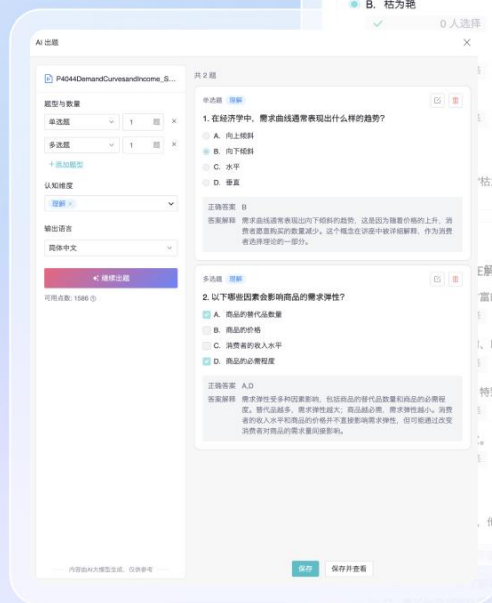 B. 枯为艳
0 人选择
AI 出题
P4044DemandCurvesandIncome_S...
共 2 题
题型与数量
单选题 1
多选题 1
+ 添加题型
认知维度
理解 ×
输出语言
简体中文
继续出题
可用点数: 1586
单选题 理解
1. 在经济学中，需求曲线通常表现出什么样的趋势？
A. 向上倾斜
B. 向下倾斜
C. 水平
D. 垂直
正确答案 B
答案解释 需求曲线通常表现出向下倾斜的趋势，这是因为随着价格的上升，消
费者愿意购买的数量减少。这个概念在讲座中被详细解释，作为消费
者选择理论的一部分。
多选题 理解
2. 以下哪些因素会影响商品的需求弹性？
A. 商品的替代品数量
B. 商品的价格
C. 消费者的收入水平
D. 商品的必需程度
正确答案 A,D
答案解释 需求弹性受多种因素影响，包括商品的替代品数量和商品的必需程
度。替代品越多，需求弹性越大；商品越必需，需求弹性越小。消费
者的收入水平和商品的价格并不直接影响需求弹性，但可能通过改变
消费者对商品的需求量间接影响。
内容由AI大模型生成，仅供参考
保存
保存并查看